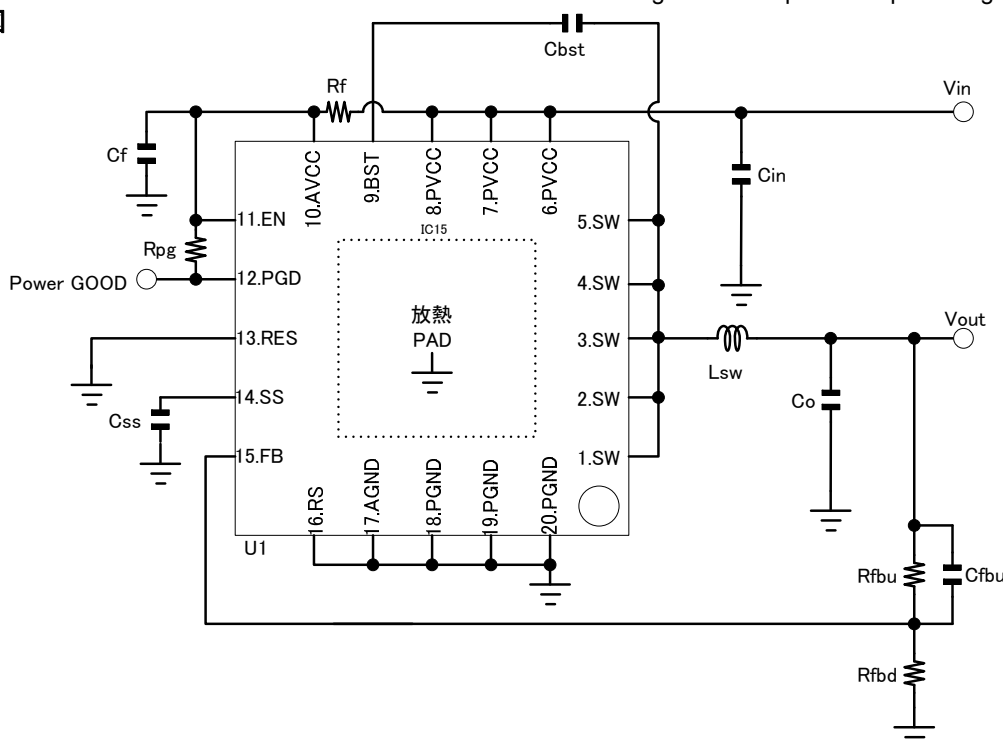 Cbst
Rf
Vin
Cf
Cin
10.AVCC
9.BST
8.PVCC
7.PVCC
6.PVCC
IC15
11.EN
5.SW
Rpg
Power GOOD
12.PGD
4.SW
放熱
PAD
13.RES
3.SW
Vout
Lsw
14.SS
2.SW
Css
Co
15.FB
1.SW
16.RS
17.AGND
18.PGND
19.PGND
20.PGND
U1
Rfbu
Cfbu
Rfbd